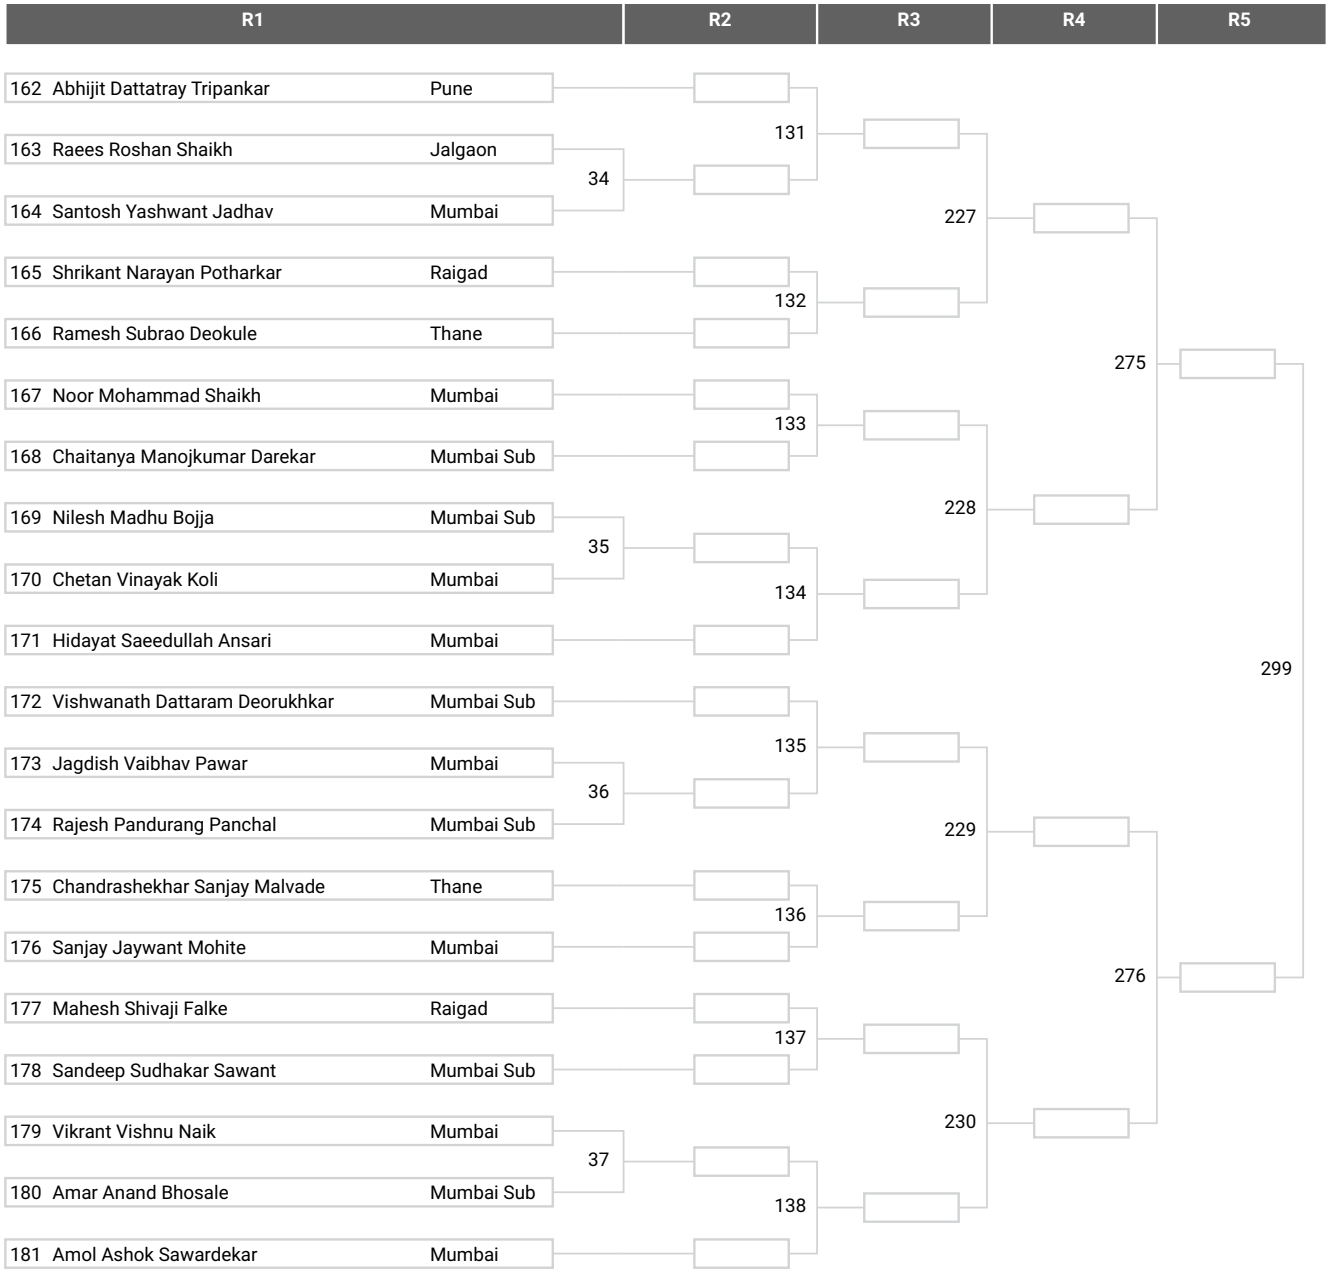 R1 R2 R3 R4 R5
162 Abhijit Dattatray Tripankar Pune
131
163 Raees Roshan Shaikh Jalgaon
34
164 Santosh Yashwant Jadhav Mumbai
227
165 Shrikant Narayan Potharkar Raigad
132
166 Ramesh Subrao Deokule Thane
275
167 Noor Mohammad Shaikh Mumbai
133
168 Chaitanya Manojkumar Darekar Mumbai Sub
228
169 Nilesh Madhu Bojja Mumbai Sub
35
170 Chetan Vinayak Koli Mumbai
134
171 Hidayat Saeedullah Ansari Mumbai
299
172 Vishwanath Dattaram Deorukhkar Mumbai Sub
135
173 Jagdish Vaibhav Pawar Mumbai
36
174 Rajesh Pandurang Panchal Mumbai Sub
229
175 Chandrashekhar Sanjay Malvade Thane
136
176 Sanjay Jaywant Mohite Mumbai
276
177 Mahesh Shivaji Falke Raigad
137
178 Sandeep Sudhakar Sawant Mumbai Sub
230
179 Vikrant Vishnu Naik Mumbai
37
180 Amar Anand Bhosale Mumbai Sub
138
181 Amol Ashok Sawardekar Mumbai